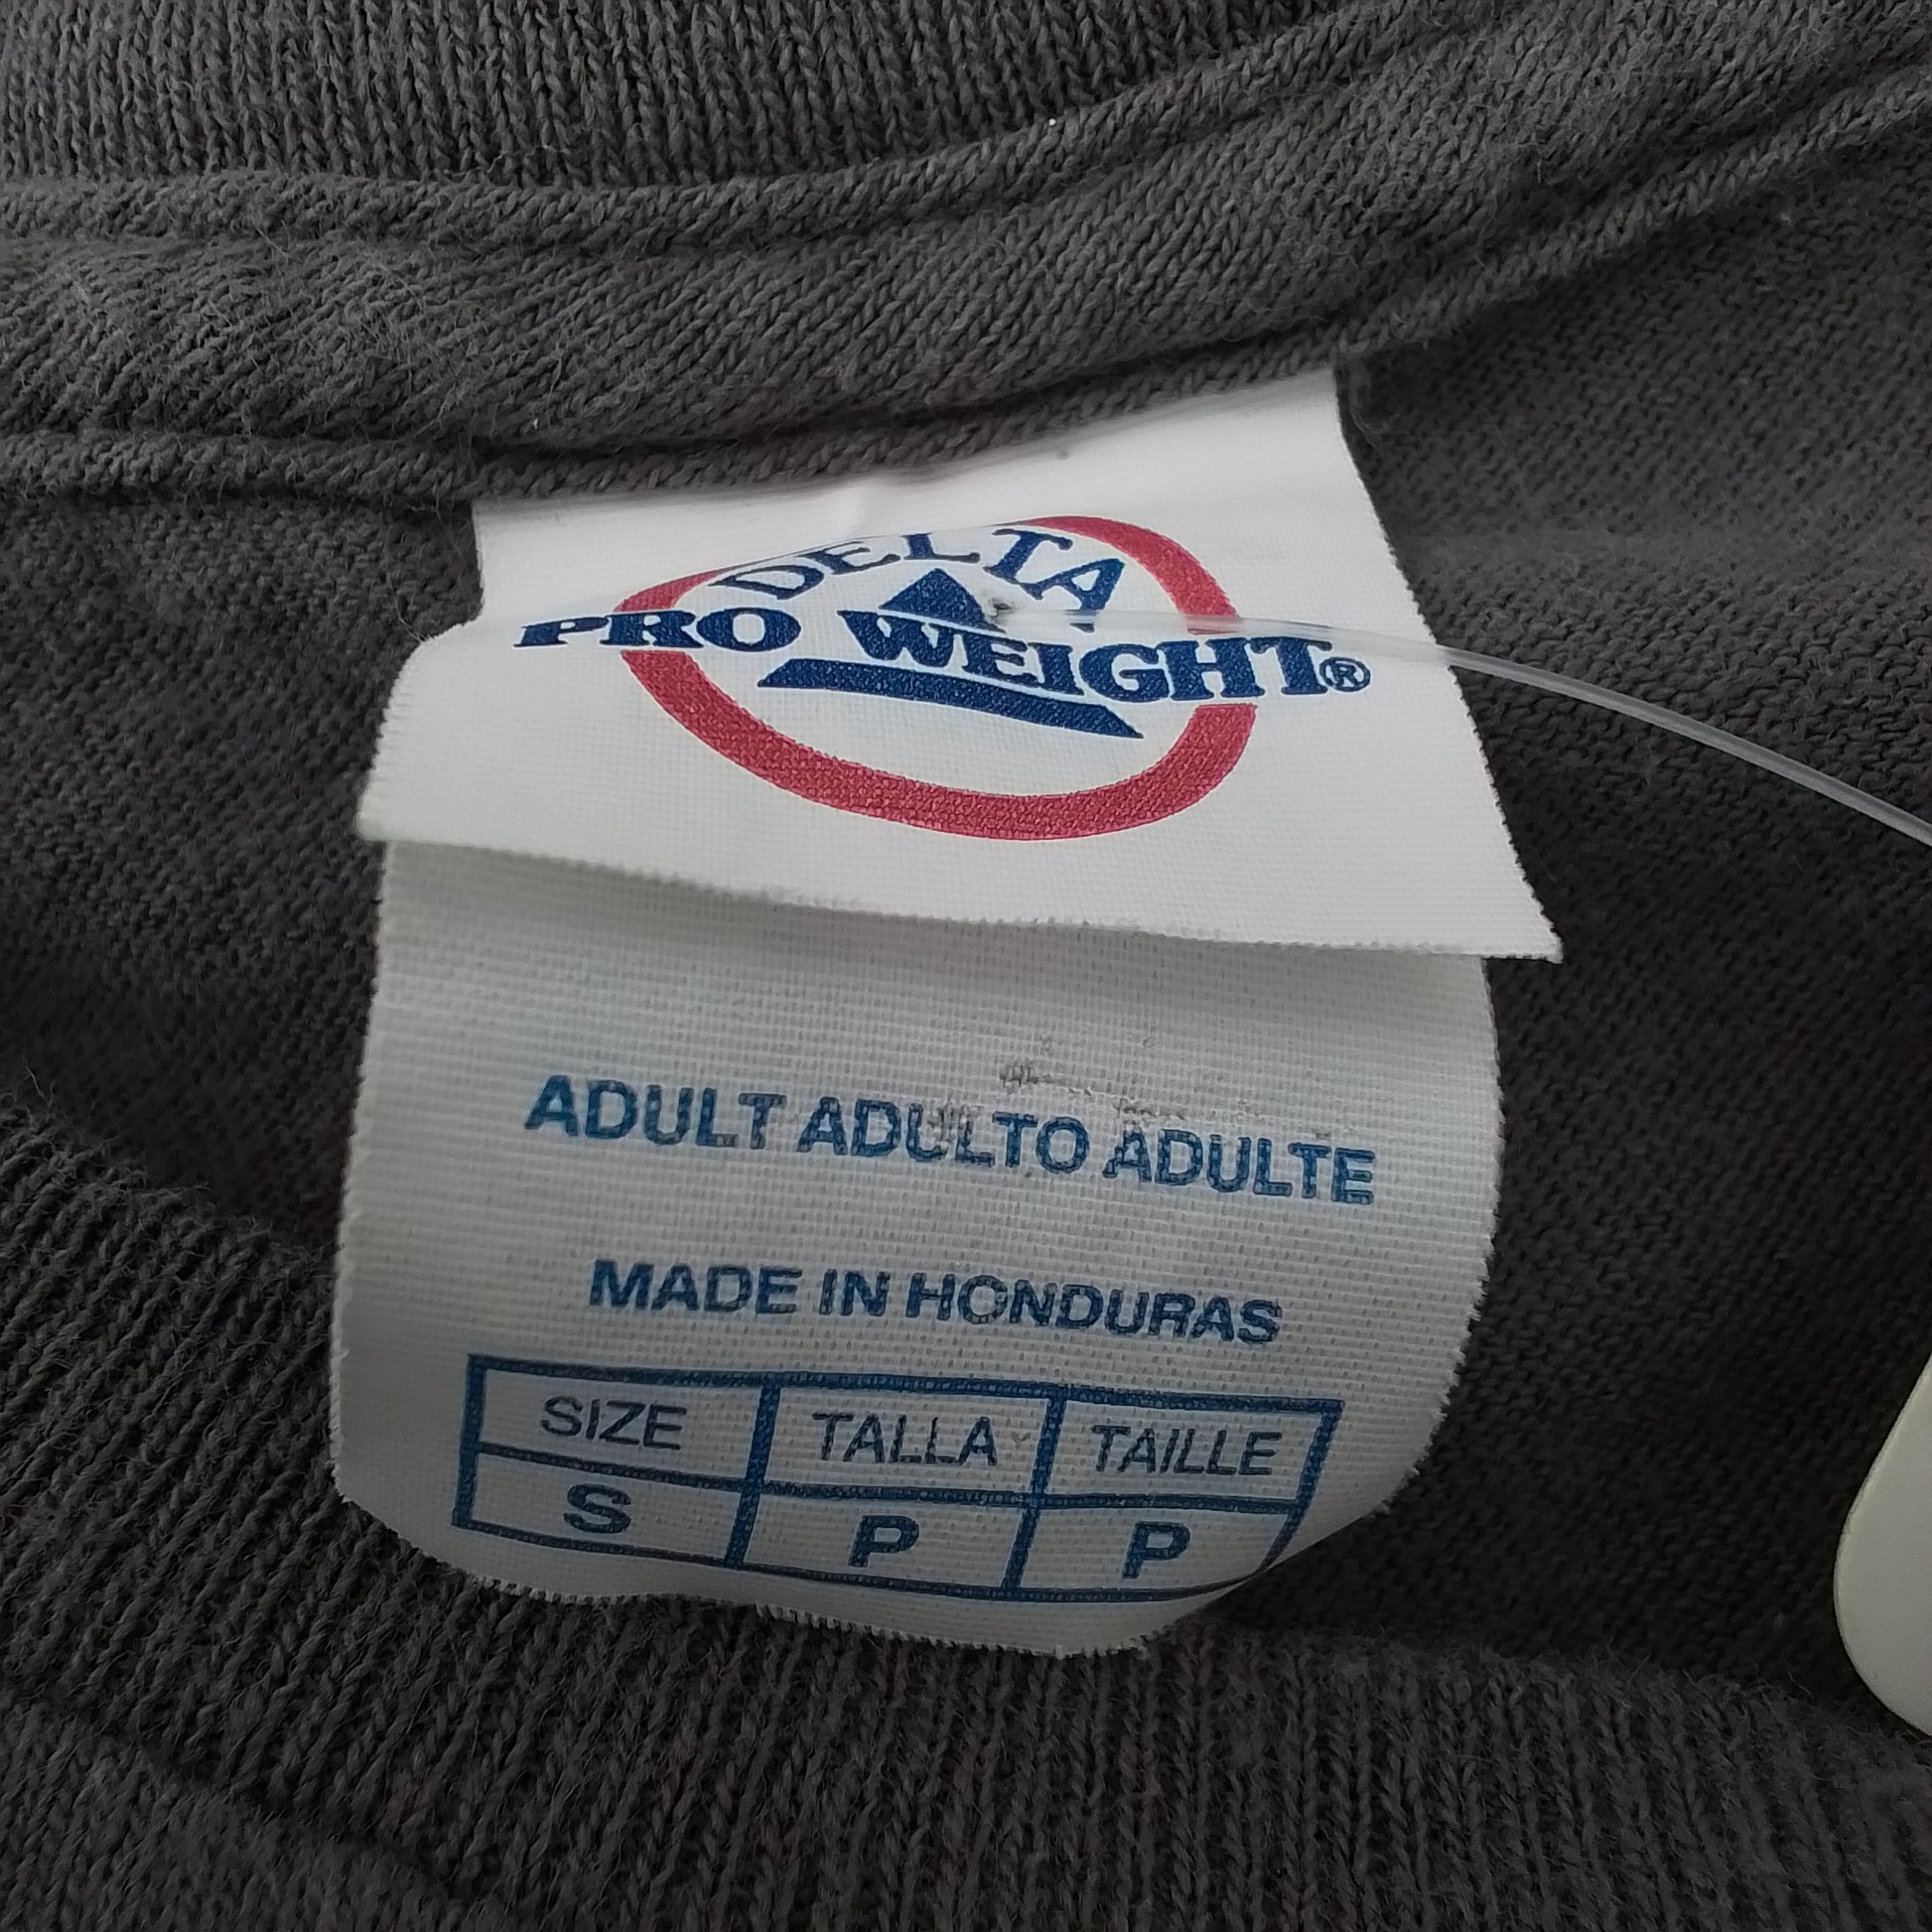 DELTA
PRO WEIGHT®
ADULT ADULTO ADULTE
MADE IN HONDURAS
SIZE TALLA TAILLE
S P P